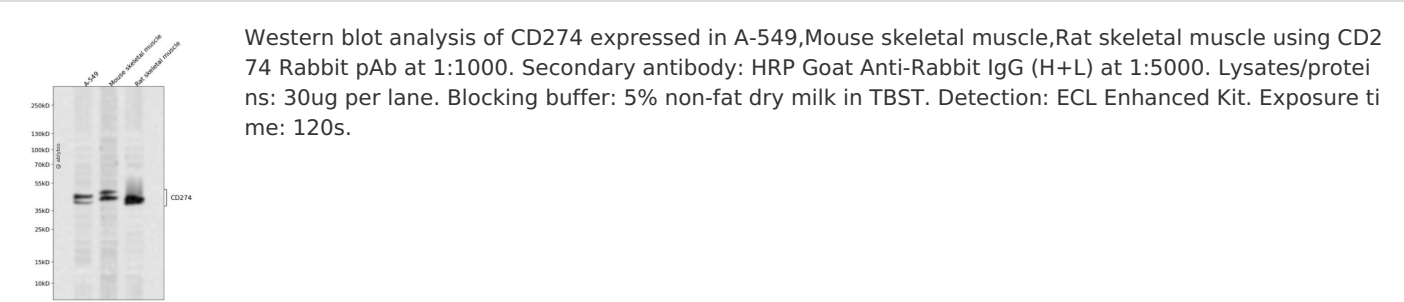 Western blot analysis of CD274 expressed in A-549,Mouse skeletal muscle,Rat skeletal muscle using CD2
74 Rabbit pAb at 1:1000. Secondary antibody: HRP Goat Anti-Rabbit IgG (H+L) at 1:5000. Lysates/protei
ns: 30ug per lane. Blocking buffer: 5% non-fat dry milk in TBST. Detection: ECL Enhanced Kit. Exposure ti
me: 120s.
A-549
Mouse skeletal muscle
Rat skeletal muscle
250kD
130kD
100kD
70kD
55kD
35kD
25kD
15kD
10kD
CD274
@ ablybio